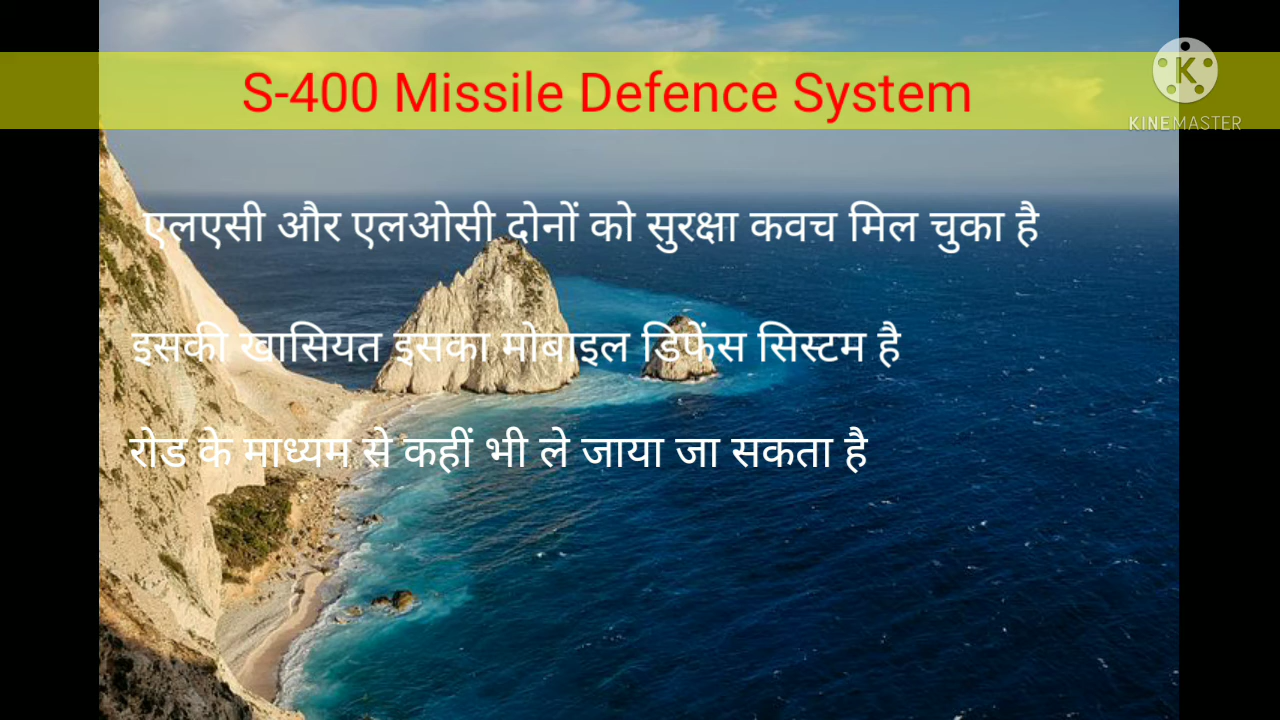 S-400 Missile Defence System
KINEMASTER
एलएसी और एलओसी दोनों को सुरक्षा कवच मिल चुका है
इसकी खासियत इसका मोबाइल डिफेंस सिस्टम है
रोड के माध्यम से कहीं भी ले जाया जा सकता है